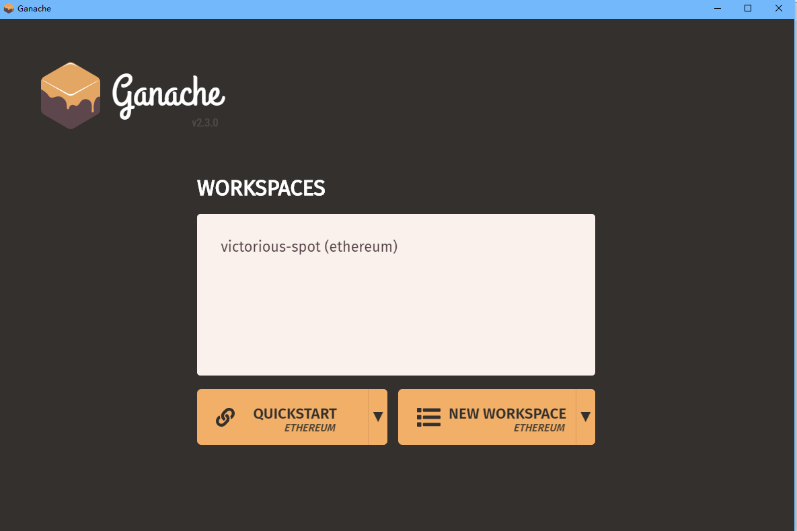 Ganache
Ganache
v2.3.0
WORKSPACES
victorious-spot (ethereum)
QUICKSTART
ETHEREUM
NEW WORKSPACE
ETHEREUM